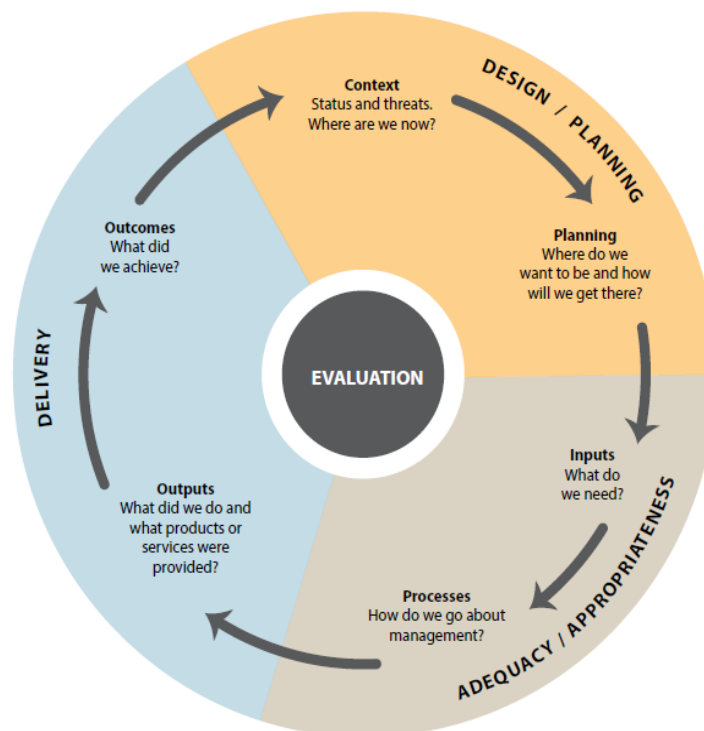 DESIGN / PLANNING
Context
Status and threats.
Where are we now?
Planning
Where do we
want to be and how
will we get there?
Outcomes
What did
we achieve?
DELIVERY
EVALUATION
Inputs
What do
we need?
Outputs
What did we do and
what products or
services were
provided?
Processes
How do we go about
management?
ADEQUACY / APPROPRIATENESS